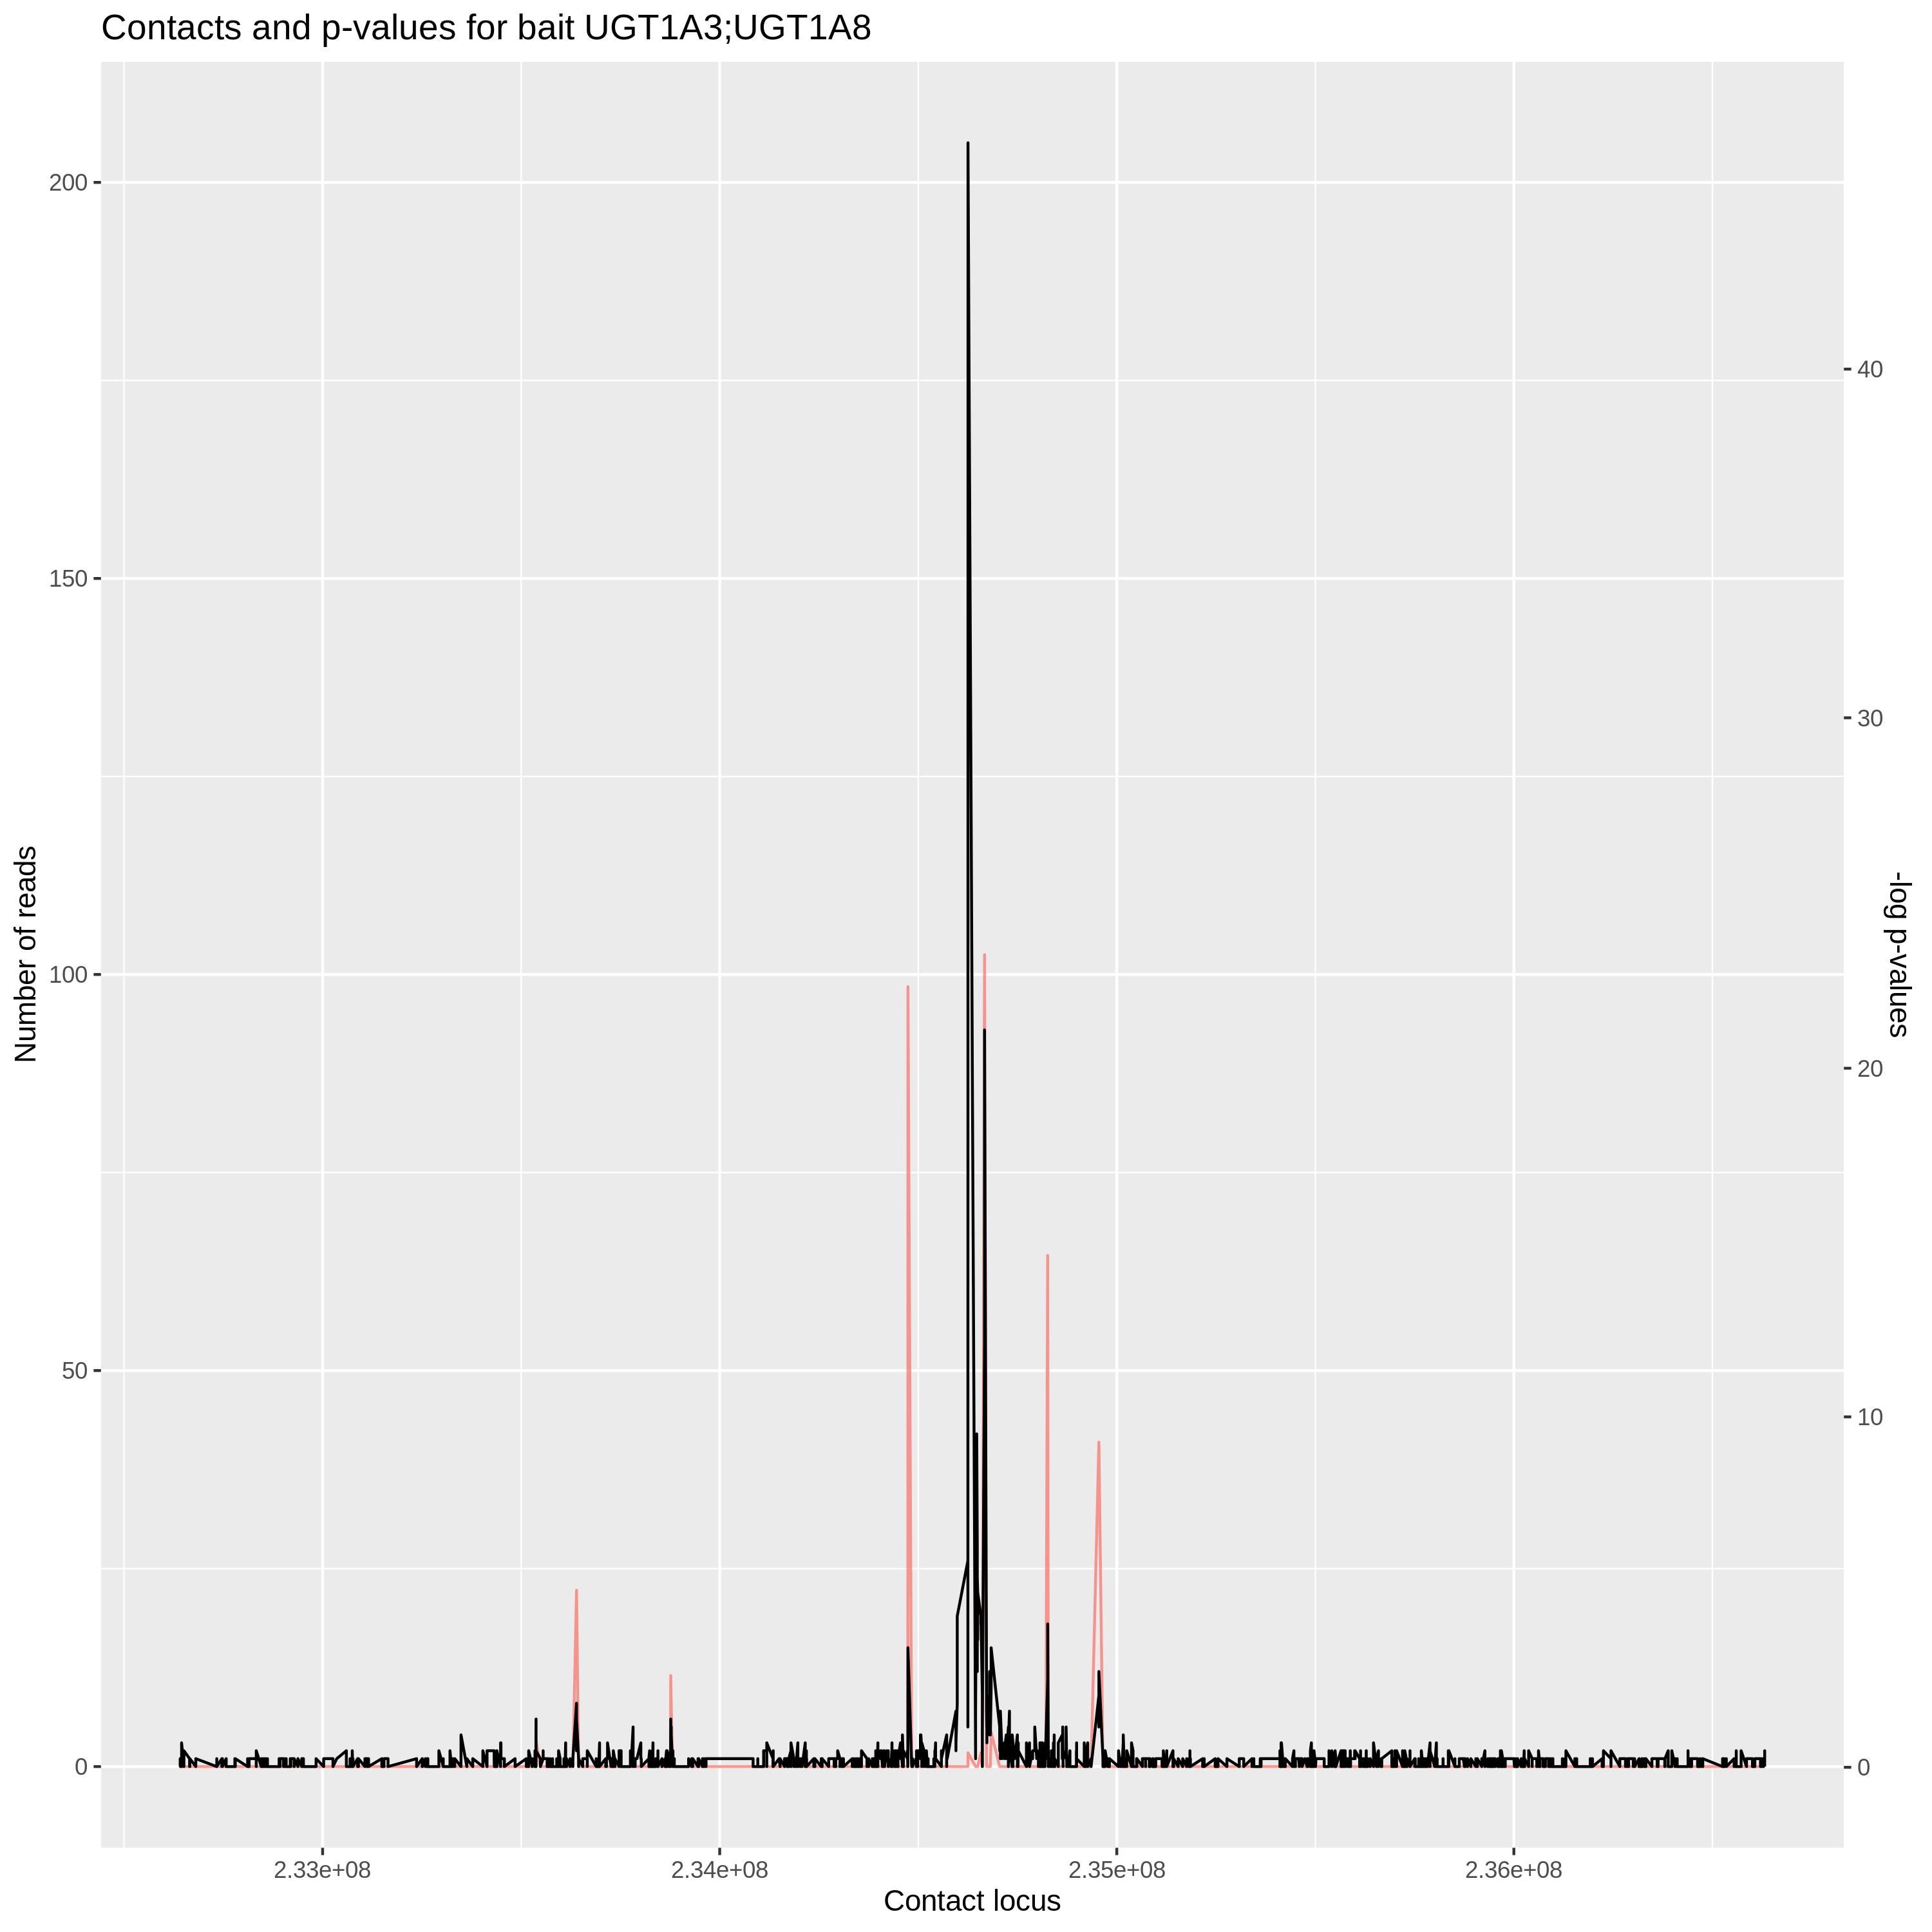 Contacts and p-values for bait UGT1A3;UGT1A8
200
150
100
50
0
Number of reads
40
30
20
10
0
-log p-values
2.33e+08
2.34e+08
2.35e+08
2.36e+08
Contact locus